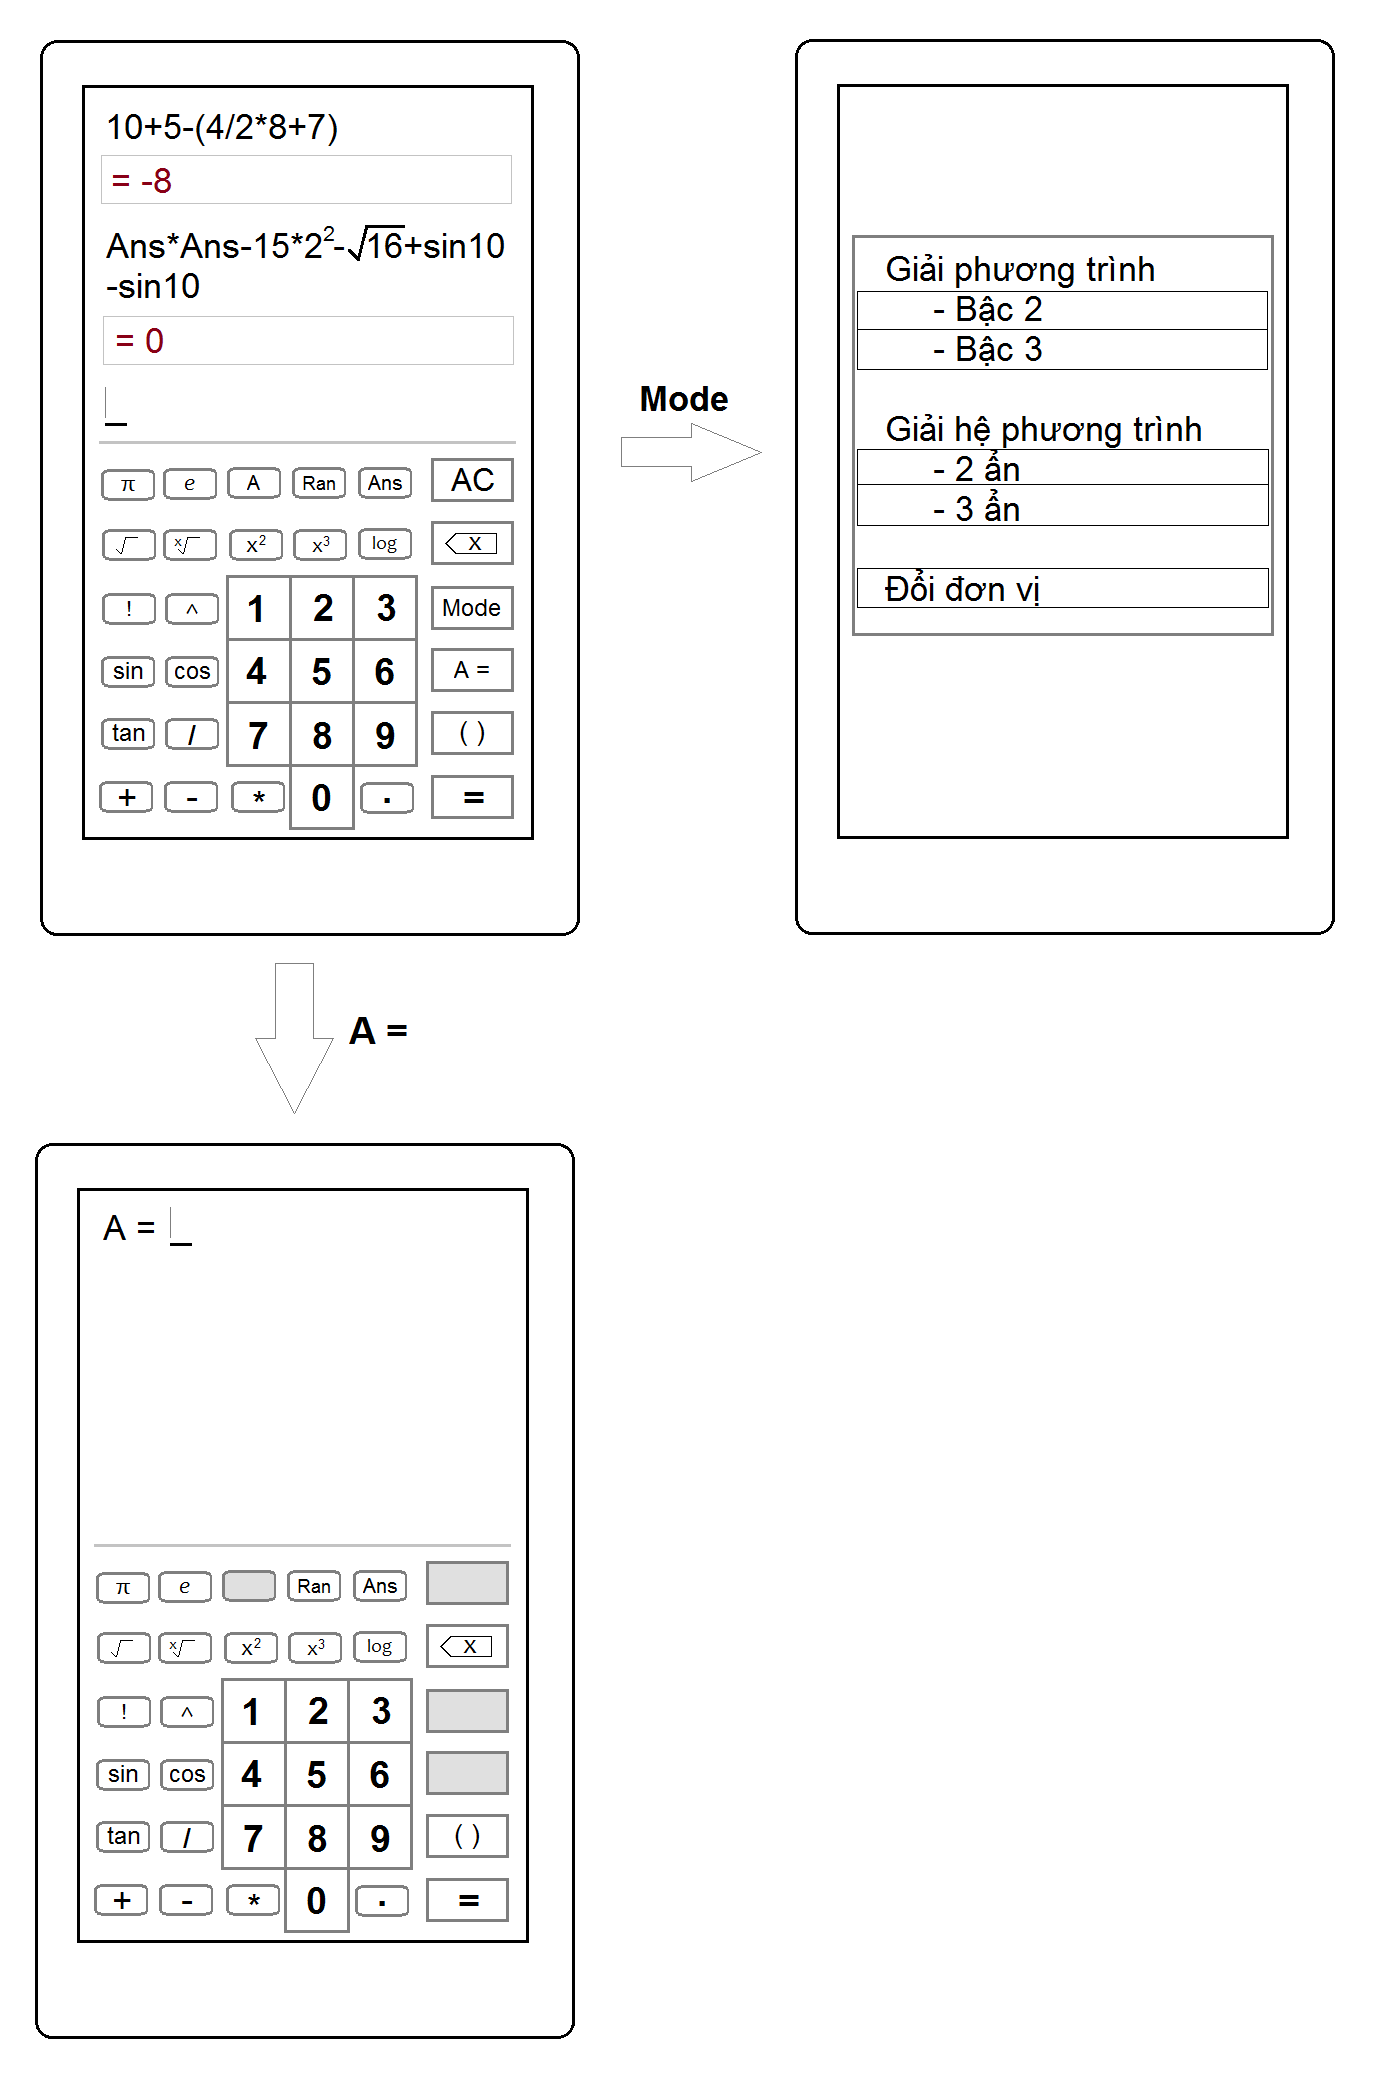 10+5-(4/2*8+7)
= -8
Ans*Ans-15*2²-√16+sin10
-sin10
= 0
π e A Ran Ans AC
√ ˣ√ x² x³ log X
! ^ 1 2 3 Mode
sin cos 4 5 6 A =
tan / 7 8 9 ( )
+ - * 0 . =
Mode
Giải phương trình
- Bậc 2
- Bậc 3
Giải hệ phương trình
- 2 ẩn
- 3 ẩn
Đổi đơn vị
A =
A =
π e Ran Ans
√ ˣ√ x² x³ log X
! ^ 1 2 3
sin cos 4 5 6
tan / 7 8 9 ( )
+ - * 0 . =